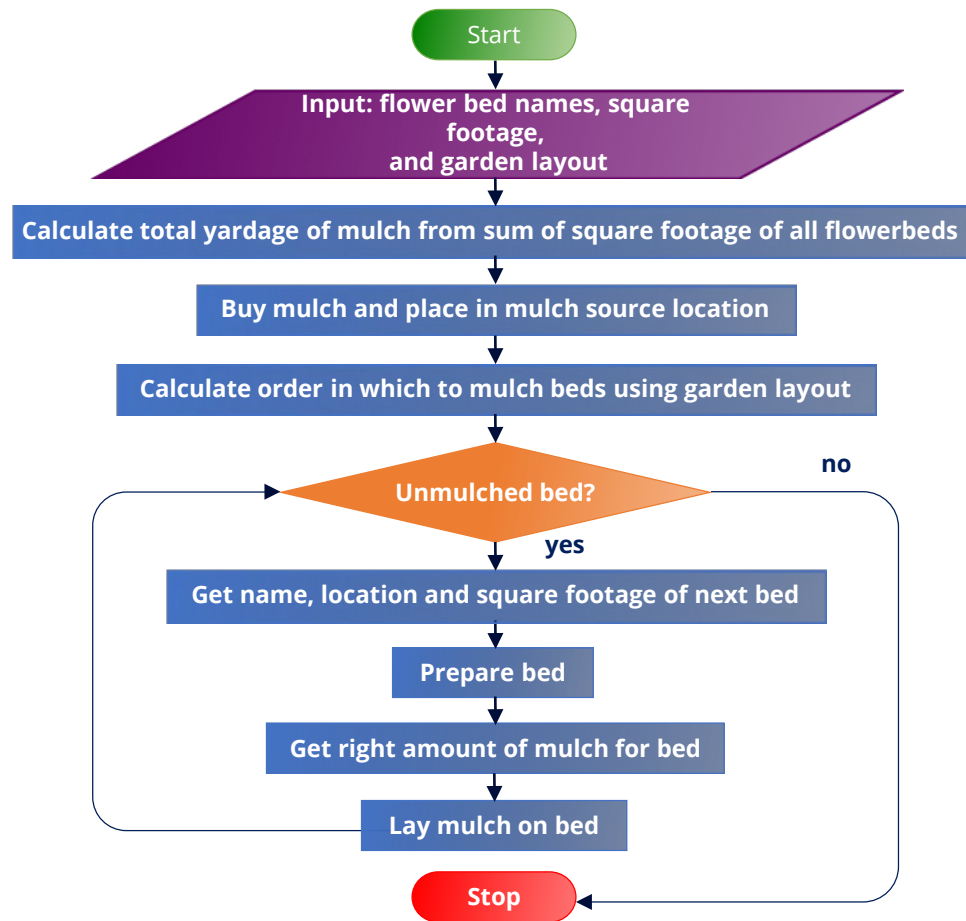 Start
Input: flower bed names, square
footage,
and garden layout
Calculate total yardage of mulch from sum of square footage of all flowerbeds
Buy mulch and place in mulch source location
Calculate order in which to mulch beds using garden layout
no
Unmulched bed?
yes
Get name, location and square footage of next bed
Prepare bed
Get right amount of mulch for bed
Lay mulch on bed
Stop